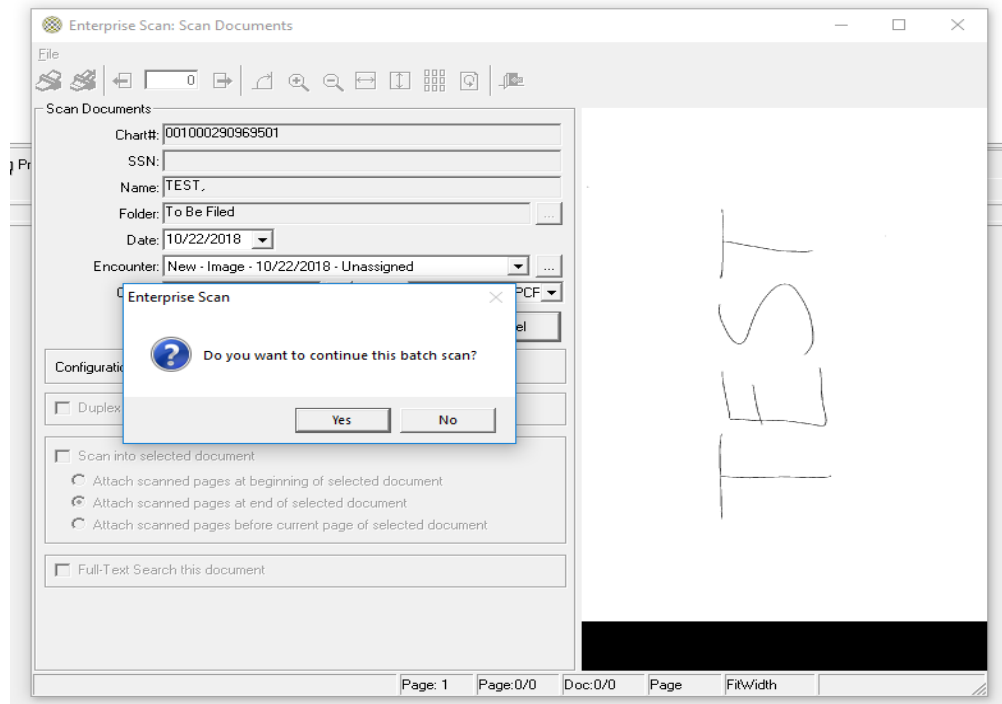 Enterprise Scan: Scan Documents
File
0
Scan Documents
Chart#: 001000290969501
SSN:
Name: TEST,
Folder: To Be Filed ...
Date: 10/22/2018
Encounter: New - Image - 10/22/2018 - Unassigned ...
PCF
Enterprise Scan
Do you want to continue this batch scan?
Yes No
Scan into selected document
Attach scanned pages at beginning of selected document
Attach scanned pages at end of selected document
Attach scanned pages before current page of selected document
Full-Text Search this document
TEST
Page: 1 Page:0/0 Doc:0/0 Page FitWidth